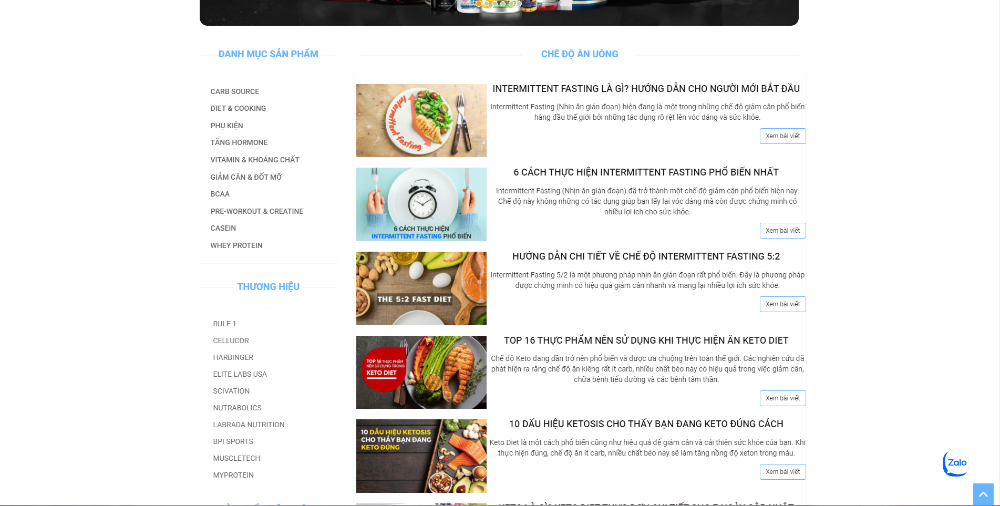 DANH MỤC SẢN PHẨM
CARB SOURCE
DIET & COOKING
PHỤ KIỆN
TĂNG HORMONE
VITAMIN & KHOÁNG CHẤT
GIẢM CÂN & ĐỐT MỠ
BCAA
PRE-WORKOUT & CREATINE
CASEIN
WHEY PROTEIN
THƯƠNG HIỆU
RULE 1
CELLUCOR
HARBINGER
ELITE LABS USA
SCIVATION
NUTRABOLICS
LABRADA NUTRITION
BPI SPORTS
MUSCLETECH
MYPROTEIN
CHẾ ĐỘ ĂN UỐNG
Intermittent fasting
INTERMITTENT FASTING LÀ GÌ? HƯỚNG DẪN CHO NGƯỜI MỚI BẮT ĐẦU
Intermittent Fasting (Nhịn ăn gián đoạn) hiện đang là một trong những chế độ giảm cân phổ biến
hàng đầu thế giới bởi những tác dụng rõ rệt lên vóc dáng và sức khỏe.
Xem bài viết
6 CÁCH THỰC HIỆN
INTERMITTENT FASTING PHỔ BIẾN
6 CÁCH THỰC HIỆN INTERMITTENT FASTING PHỔ BIẾN NHẤT
Intermittent Fasting (Nhịn ăn gián đoạn) đã trở thành một chế độ giảm cân phổ biến hiện nay.
Chế độ này không những có tác dụng giúp bạn lấy lại vóc dáng mà còn được chứng minh có
nhiều lợi ích cho sức khỏe.
Xem bài viết
THE 5:2 FAST DIET
HƯỚNG DẪN CHI TIẾT VỀ CHẾ ĐỘ INTERMITTENT FASTING 5:2
Intermittent Fasting 5/2 là một phương pháp nhịn ăn gián đoạn rất phổ biến. Đây là phương pháp
được chứng minh có hiệu quả giảm cân nhanh và mang lại nhiều lợi ích sức khỏe.
Xem bài viết
TOP 16 THỰC PHẨM
NÊN SỬ DỤNG TRONG
KETO DIET
TOP 16 THỰC PHẨM NÊN SỬ DỤNG KHI THỰC HIỆN ĂN KETO DIET
Chế độ Keto đang dần trở nên phổ biến và được ưa chuộng trên toàn thế giới. Các nghiên cứu đã
phát hiện ra rằng chế độ ăn kiêng rất ít carb, nhiều chất béo này có hiệu quả trong việc giảm cân,
chữa bệnh tiểu đường và các bệnh tâm thần.
Xem bài viết
10 DẤU HIỆU KETOSIS
CHO THẤY BẠN ĐANG
KETO ĐÚNG
10 DẤU HIỆU KETOSIS CHO THẤY BẠN ĐANG KETO ĐÚNG CÁCH
Keto Diet là một cách phổ biến cũng như hiệu quả để giảm cân và cải thiện sức khỏe của bạn. Khi
thực hiện đúng, chế độ ăn ít carb, nhiều chất béo này sẽ làm tăng nồng độ xeton trong máu.
Xem bài viết
Zalo